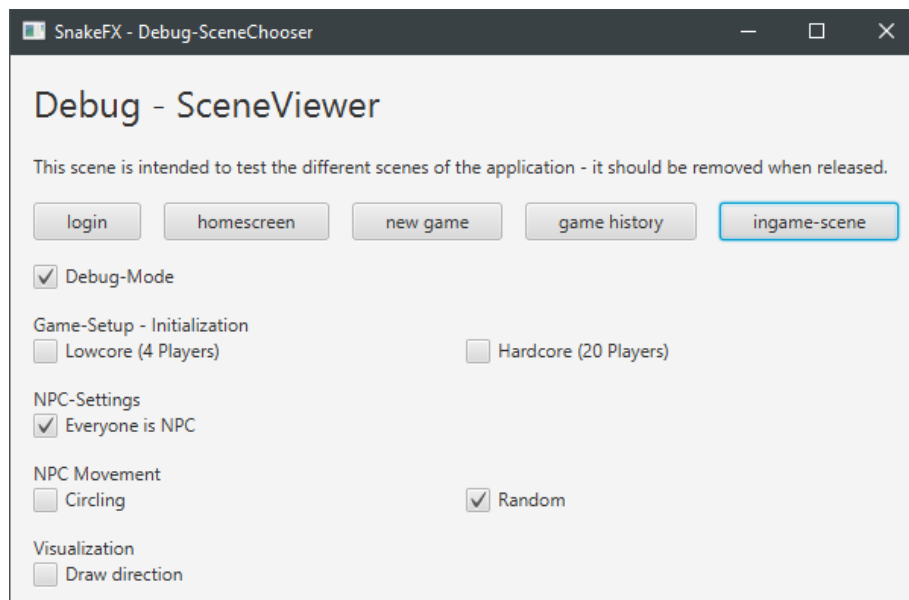 SnakeFX - Debug-SceneChooser
Debug - SceneViewer
This scene is intended to test the different scenes of the application - it should be removed when released.
login homescreen new game game history ingame-scene
Debug-Mode
Game-Setup - Initialization
Lowcore (4 Players) Hardcore (20 Players)
NPC-Settings
Everyone is NPC
NPC Movement
Circling Random
Visualization
Draw direction